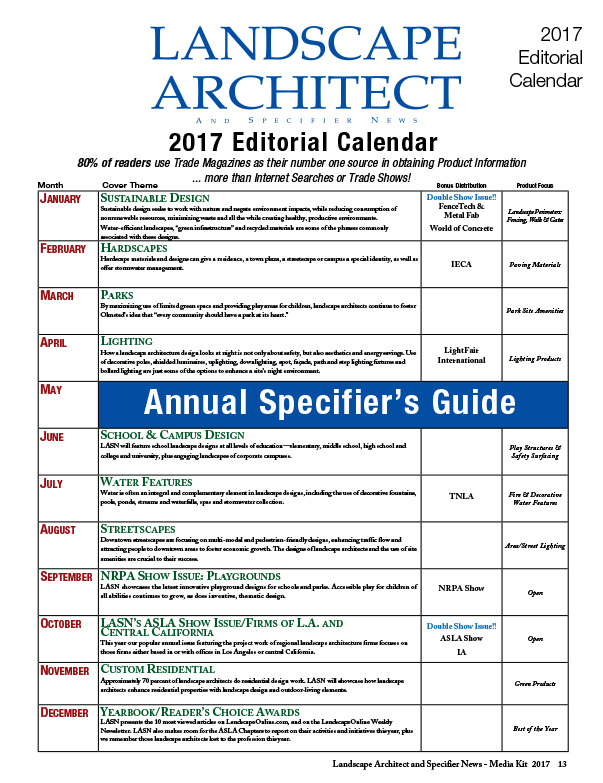 LANDSCAPE
ARCHITECT
AND SPECIFIER NEWS
2017
Editorial
Calendar
2017 Editorial Calendar
80% of readers use Trade Magazines as their number one source in obtaining Product Information
... more than Internet Searches or Trade Shows!
Month Cover Theme Bonus Distribution Product Focus
JANUARY
SUSTAINABLE DESIGN
Sustainable design seeks to work with nature and negate environment impacts, while reducing consumption of
nonrenewable resources, minimizing waste and all the while creating healthy, productive environments.
Water-efficient landscapes, "green infrastructure" and recycled materials are some of the phrases commonly
associated with these designs.
Double Show Issue!!
FenceTech &
Metal Fab
World of Concrete
Landscape Perimeters:
Fencing, Walls & Gates
FEBRUARY
HARDSCAPES
Hardscape materials and designs can give a residence, a town plaza, a streetscape or campus a special identity, as well as
offer stormwater management.
IECA
Paving Materials
MARCH
PARKS
By maximizing use of limited green space and providing play areas for children, landscape architects continue to foster
Olmsted's idea that "every community should have a park at its heart."
Park Site Amenities
APRIL
LIGHTING
How a landscape architecture design looks at night is not only about safety, but also aesthetics and energy savings. Use
of decorative poles, shielded luminaires, uplighting, downlighting, spot, façade, path and step lighting fixtures and
bollard lighting are just some of the options to enhance a site's night environment.
LightFair
International
Lighting Products
MAY
Annual Specifier's Guide
JUNE
SCHOOL & CAMPUS DESIGN
LASN will feature school landscape designs at all levels of education—elementary, middle school, high school and
college and university, plus engaging landscapes of corporate campuses.
Play Structures &
Safety Surfacing
JULY
WATER FEATURES
Water is often an integral and complementary element in landscape designs, including the use of decorative fountains,
pools, ponds, streams and waterfalls, spas and stormwater collection.
TNLA
Fire & Decorative
Water Features
AUGUST
STREETSCAPES
Downtown streetscapes are focusing on multi-modal and pedestrian-friendly designs, enhancing traffic flow and
attracting people to downtown areas to foster economic growth. The designs of landscape architects and the use of site
amenities are crucial to their success.
Area/Street Lighting
SEPTEMBER
NRPA SHOW ISSUE: PLAYGROUNDS
LASN showcases the latest innovative playground designs for schools and parks. Accessible play for children of
all abilities continues to grow, as does inventive, thematic design.
NRPA Show
Open
OCTOBER
LASN'S ASLA SHOW ISSUE/FIRMS OF L.A. AND
CENTRAL CALIFORNIA
This year our popular annual issue featuring the project work of regional landscape architecture firms focuses on
those firms either based in or with offices in Los Angeles or central California.
Double Show Issue!!
ASLA Show
IA
Open
NOVEMBER
CUSTOM RESIDENTIAL
Approximately 70 percent of landscape architects do residential design work. LASN will showcase how landscape
architects enhance residential properties with landscape design and outdoor-living elements.
Green Products
DECEMBER
YEARBOOK/READER'S CHOICE AWARDS
LASN presents the 10 most viewed articles on LandscapeOnline.com, and on the LandscapeOnline Weekly
Newsletter. LASN also makes room for the ASLA Chapters to report on their activities and initiatives this year, plus
we remember those landscape architects lost to the profession this year.
Best of the Year
Landscape Architect and Specifier News - Media Kit 2017 13